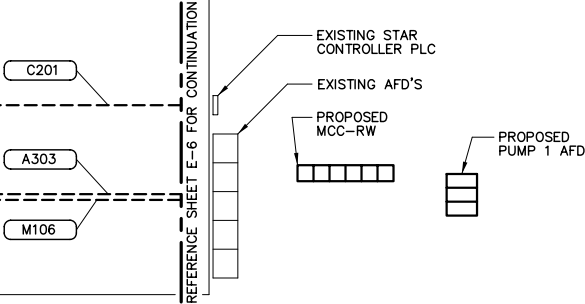 C201
A303
M106
REFERENCE SHEET E-6 FOR CONTINUATION
EXISTING STAR
CONTROLLER PLC
EXISTING AFD'S
PROPOSED
MCC-RW
PROPOSED
PUMP 1 AFD